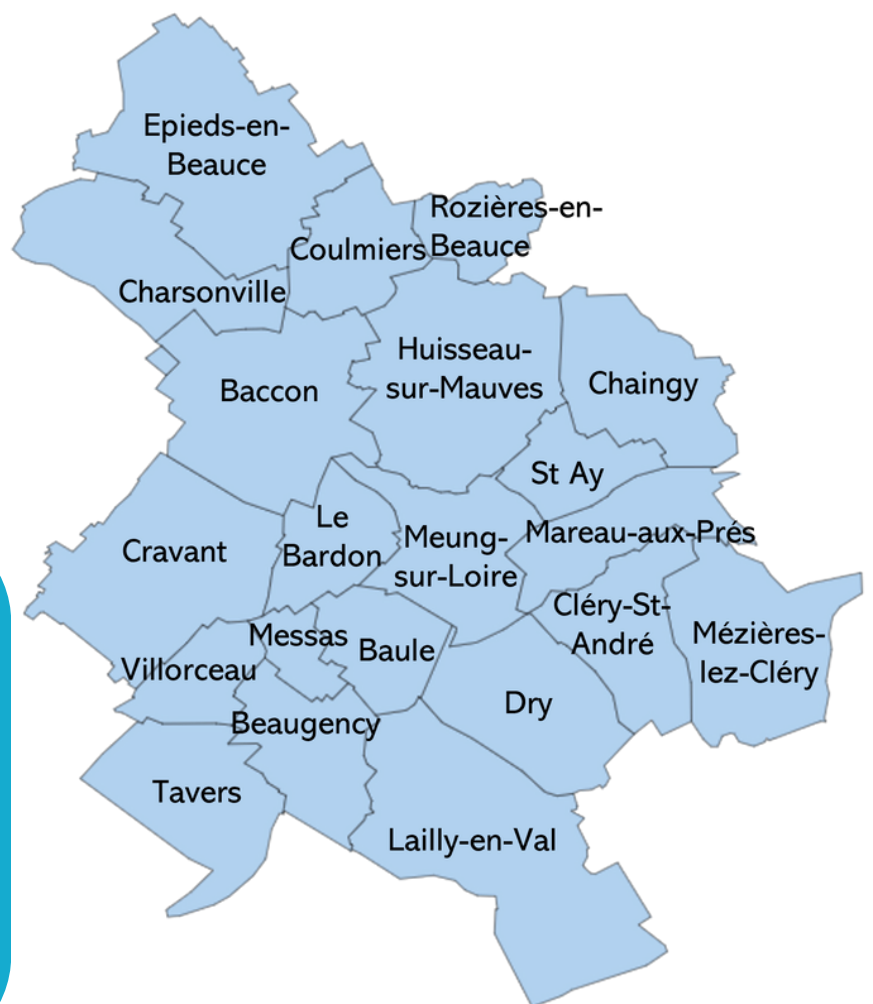 Epieds-en-
Beauce
Rozières-en-
Beauce
Coulmiers
Charsonville
Huisseau-
sur-Mauves
Chaingy
Baccon
St Ay
Le
Bardon
Mareau-aux-Prés
Meung-
sur-Loire
Cravant
Cléry-St-
André
Mézières-
lez-Cléry
Messas
Baule
Villorceau
Dry
Beaugency
Tavers
Lailly-en-Val